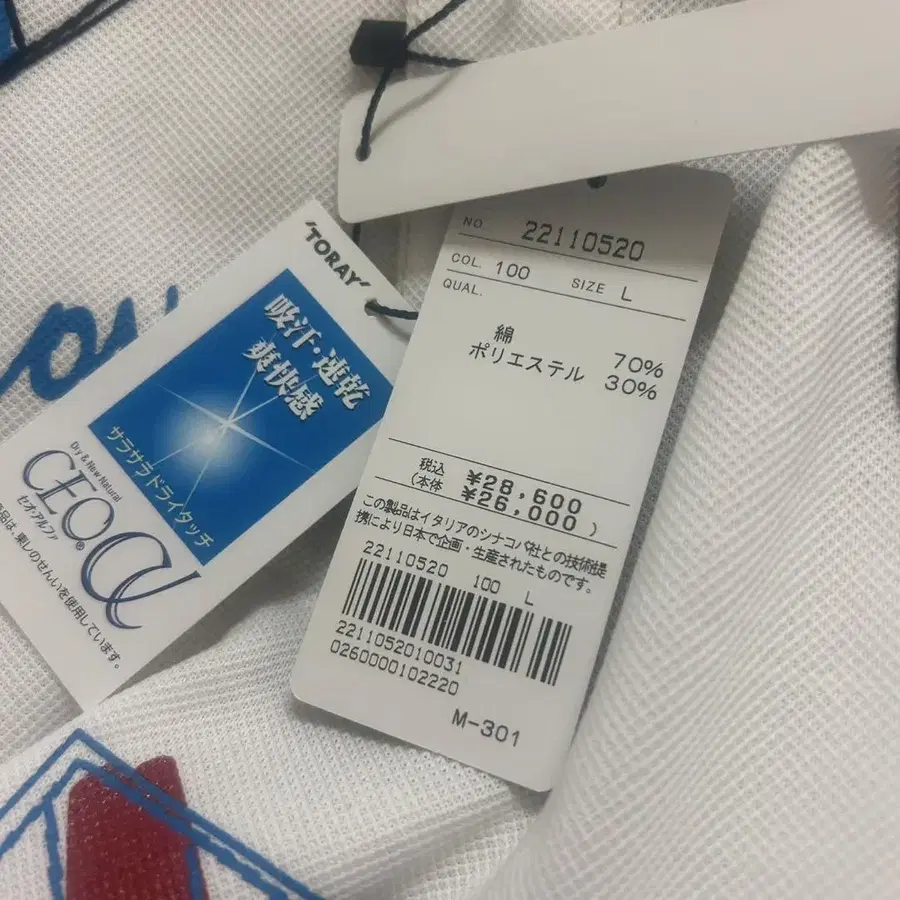 'TORAY'
吸汗・速乾
爽快感
サラサラドライタッチ
Dry & New Natural
CEOα
セオ・アルファ
品は、東レのせんいを使用しています。
NO. 22110520
COL. 100 SIZE L
QUAL.
綿 70%
ポリエステル 30%
税込 ¥28,600
(本体 ¥26,000)
この製品はイタリアのシナコバ社との技術提
携により日本で企画・生産されたものです。
22110520 100 L
2211052010031
0260000102220
M-301